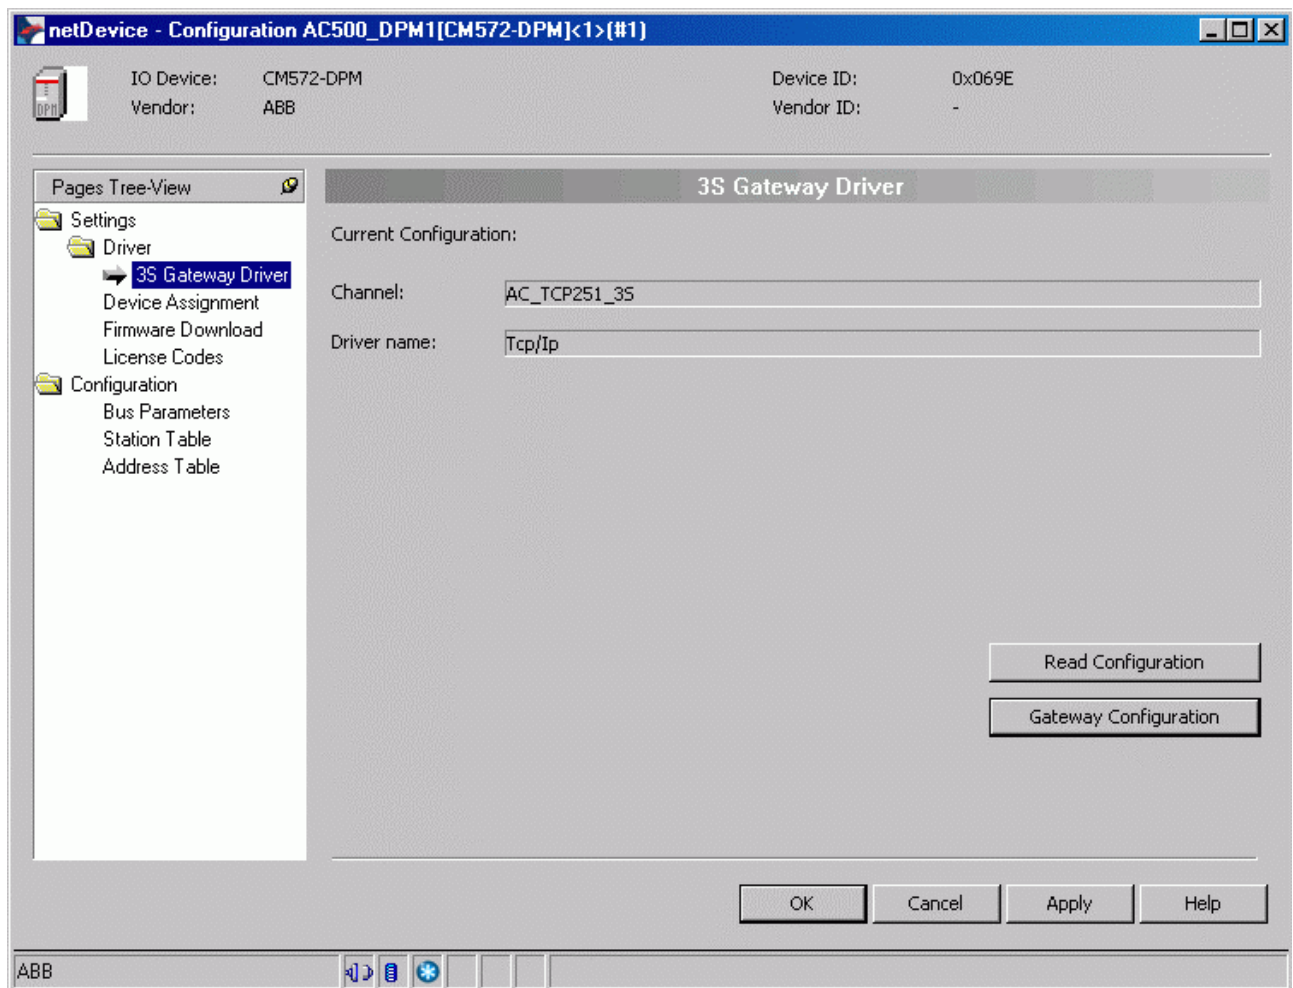 netDevice - Configuration AC500_DPM1[CM572-DPM]<1>(#1)
IO Device: CM572-DPM Device ID: 0x069E
Vendor: ABB Vendor ID: -
DPM
Pages Tree-View
3S Gateway Driver
Settings
Driver
3S Gateway Driver
Device Assignment
Firmware Download
License Codes
Configuration
Bus Parameters
Station Table
Address Table
Current Configuration:
Channel: AC_TCP251_3S
Driver name: Tcp/Ip
Read Configuration
Gateway Configuration
OK Cancel Apply Help
ABB